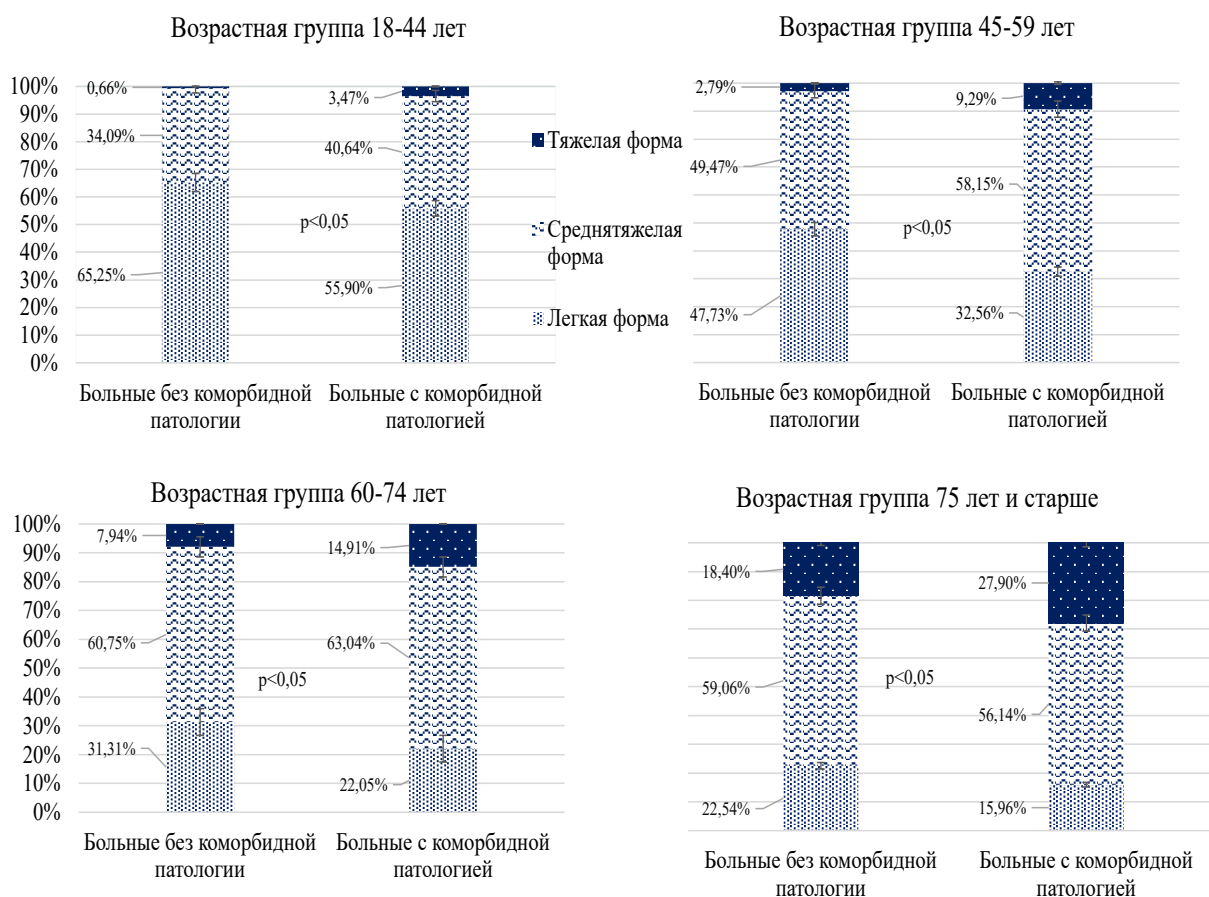 Возрастная группа 18-44 лет
100%
90%
80%
70%
60%
50%
40%
30%
20%
10%
0%
0,66%
34,09%
65,25%
3,47%
40,64%
55,90%
p<0,05
Больные без коморбидной
патологии
Больные с коморбидной
патологией
Тяжелая форма
Среднтяжелая
форма
Легкая форма
Возрастная группа 45-59 лет
2,79%
49,47%
47,73%
9,29%
58,15%
32,56%
p<0,05
Больные без коморбидной
патологии
Больные с коморбидной
патологией
Возрастная группа 60-74 лет
100%
90%
80%
70%
60%
50%
40%
30%
20%
10%
0%
7,94%
60,75%
31,31%
14,91%
63,04%
22,05%
p<0,05
Больные без коморбидной
патологии
Больные с коморбидной
патологией
Возрастная группа 75 лет и старше
18,40%
59,06%
22,54%
27,90%
56,14%
15,96%
p<0,05
Больные без коморбидной
патологии
Больные с коморбидной
патологией